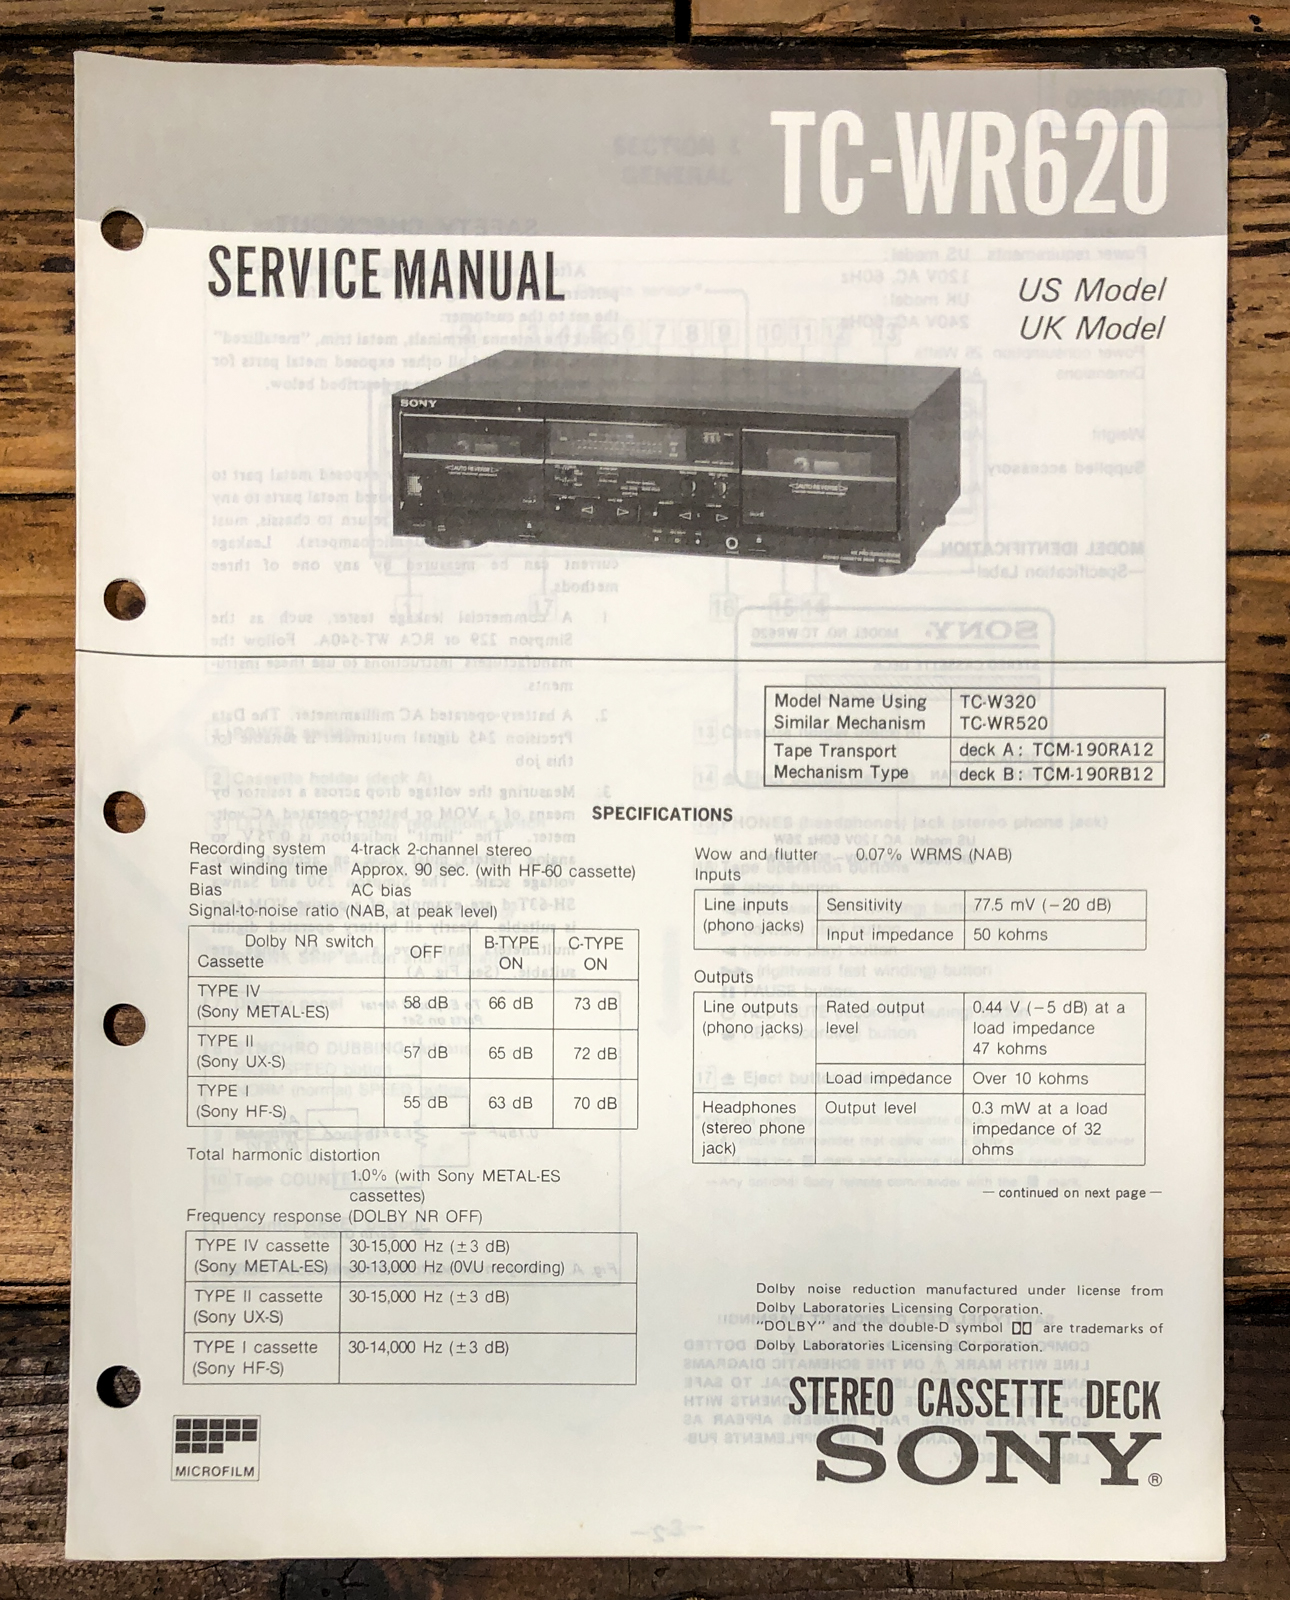 TC-WR620
SERVICE MANUAL
US Model
UK Model
SONY
Model Name Using
Similar Mechanism
TC-W320
TC-WR520
Tape Transport
Mechanism Type
deck A: TCM-190RA12
deck B: TCM-190RB12
SPECIFICATIONS
Recording system 4-track 2-channel stereo
Fast winding time Approx. 90 sec. (with HF-60 cassette)
Bias AC bias
Signal-to-noise ratio (NAB, at peak level)
Dolby NR switch
Cassette
OFF
B-TYPE
ON
C-TYPE
ON
TYPE IV
(Sony METAL-ES)
58 dB 66 dB 73 dB
TYPE II
(Sony UX-S)
57 dB 65 dB 72 dB
TYPE I
(Sony HF-S)
55 dB 63 dB 70 dB
Total harmonic distortion
1.0% (with Sony METAL-ES
cassettes)
Frequency response (DOLBY NR OFF)
TYPE IV cassette
(Sony METAL-ES)
30-15,000 Hz (±3 dB)
30-13,000 Hz (0VU recording)
TYPE II cassette
(Sony UX-S)
30-15,000 Hz (±3 dB)
TYPE I cassette
(Sony HF-S)
30-14,000 Hz (±3 dB)
MICROFILM
Wow and flutter 0.07% WRMS (NAB)
Inputs
Line inputs
(phono jacks)
Sensitivity 77.5 mV (−20 dB)
Input impedance 50 kohms
Outputs
Line outputs
(phono jacks)
Rated output
level
0.44 V (−5 dB) at a
load impedance
47 kohms
Load impedance Over 10 kohms
Headphones
(stereo phone
jack)
Output level
0.3 mW at a load
impedance of 32
ohms
— continued on next page —
Dolby noise reduction manufactured under license from
Dolby Laboratories Licensing Corporation.
"DOLBY" and the double-D symbol are trademarks of
Dolby Laboratories Licensing Corporation.
STEREO CASSETTE DECK
SONY®